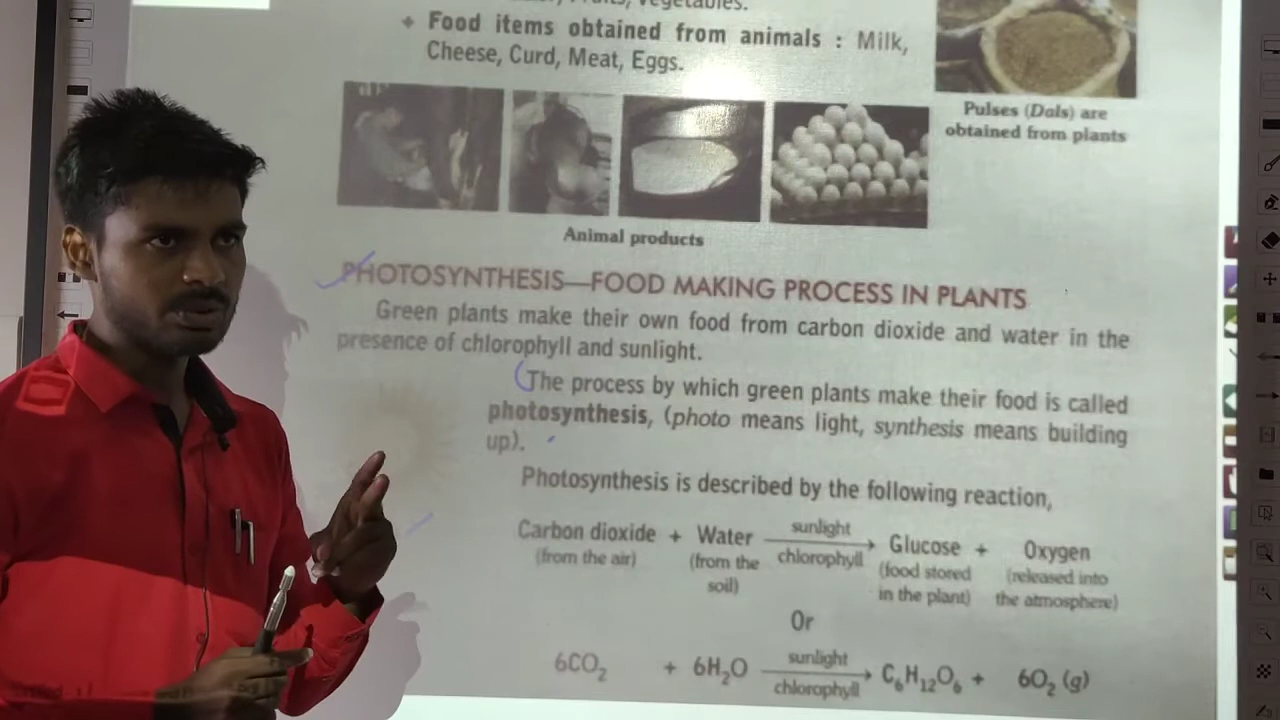 Vegetables.
✦ Food items obtained from animals : Milk,
Cheese, Curd, Meat, Eggs.
Pulses (Dals) are
obtained from plants
Animal products
PHOTOSYNTHESIS—FOOD MAKING PROCESS IN PLANTS
Green plants make their own food from carbon dioxide and water in the
presence of chlorophyll and sunlight.
The process by which green plants make their food is called
photosynthesis, (photo means light, synthesis means building
up).
Photosynthesis is described by the following reaction,
Carbon dioxide + Water sunlight → chlorophyll Glucose + Oxygen
(from the air) (from the soil) (food stored in the plant) (released into the atmosphere)
Or
6CO₂ + 6H₂O sunlight → chlorophyll C₆H₁₂O₆ + 6O₂ (g)